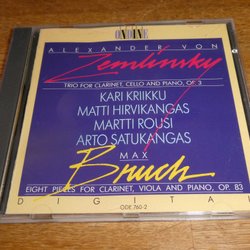 ONDINE
ALEXANDER VON
Zemlinsky
TRIO FOR CLARINET, CELLO AND PIANO, OP. 3
KARI KRIIKKU
MATTI HIRVIKANGAS
MARTTI ROUSI
ARTO SATUKANGAS
MAX
Bruch
EIGHT PIECES FOR CLARINET, VIOLA AND PIANO, OP. 83
DIGITAL
ODE 760-2